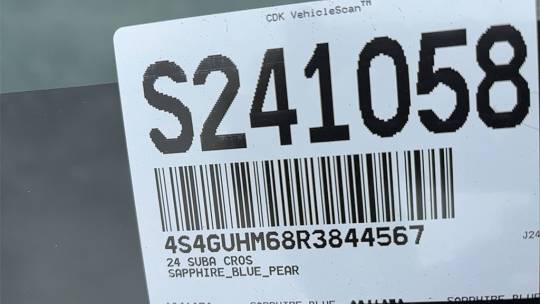 CDK VehicleScan™
S241058
4S4GUHM68R3844567
24 SUBA CROS
J24
SAPPHIRE_BLUE_PEAR